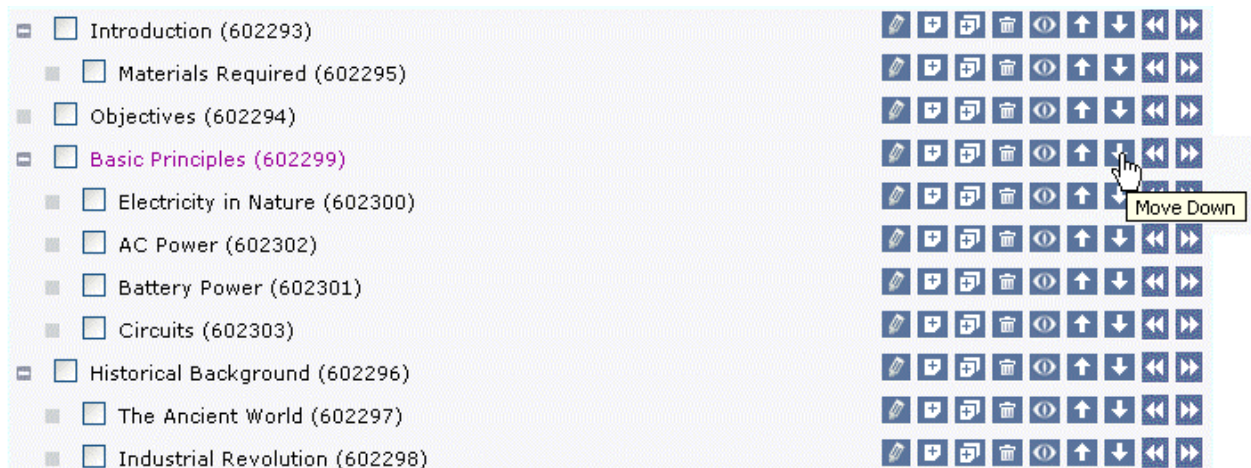 Introduction (602293)
Materials Required (602295)
Objectives (602294)
Basic Principles (602299)
Move Down
Electricity in Nature (602300)
AC Power (602302)
Battery Power (602301)
Circuits (602303)
Historical Background (602296)
The Ancient World (602297)
Industrial Revolution (602298)